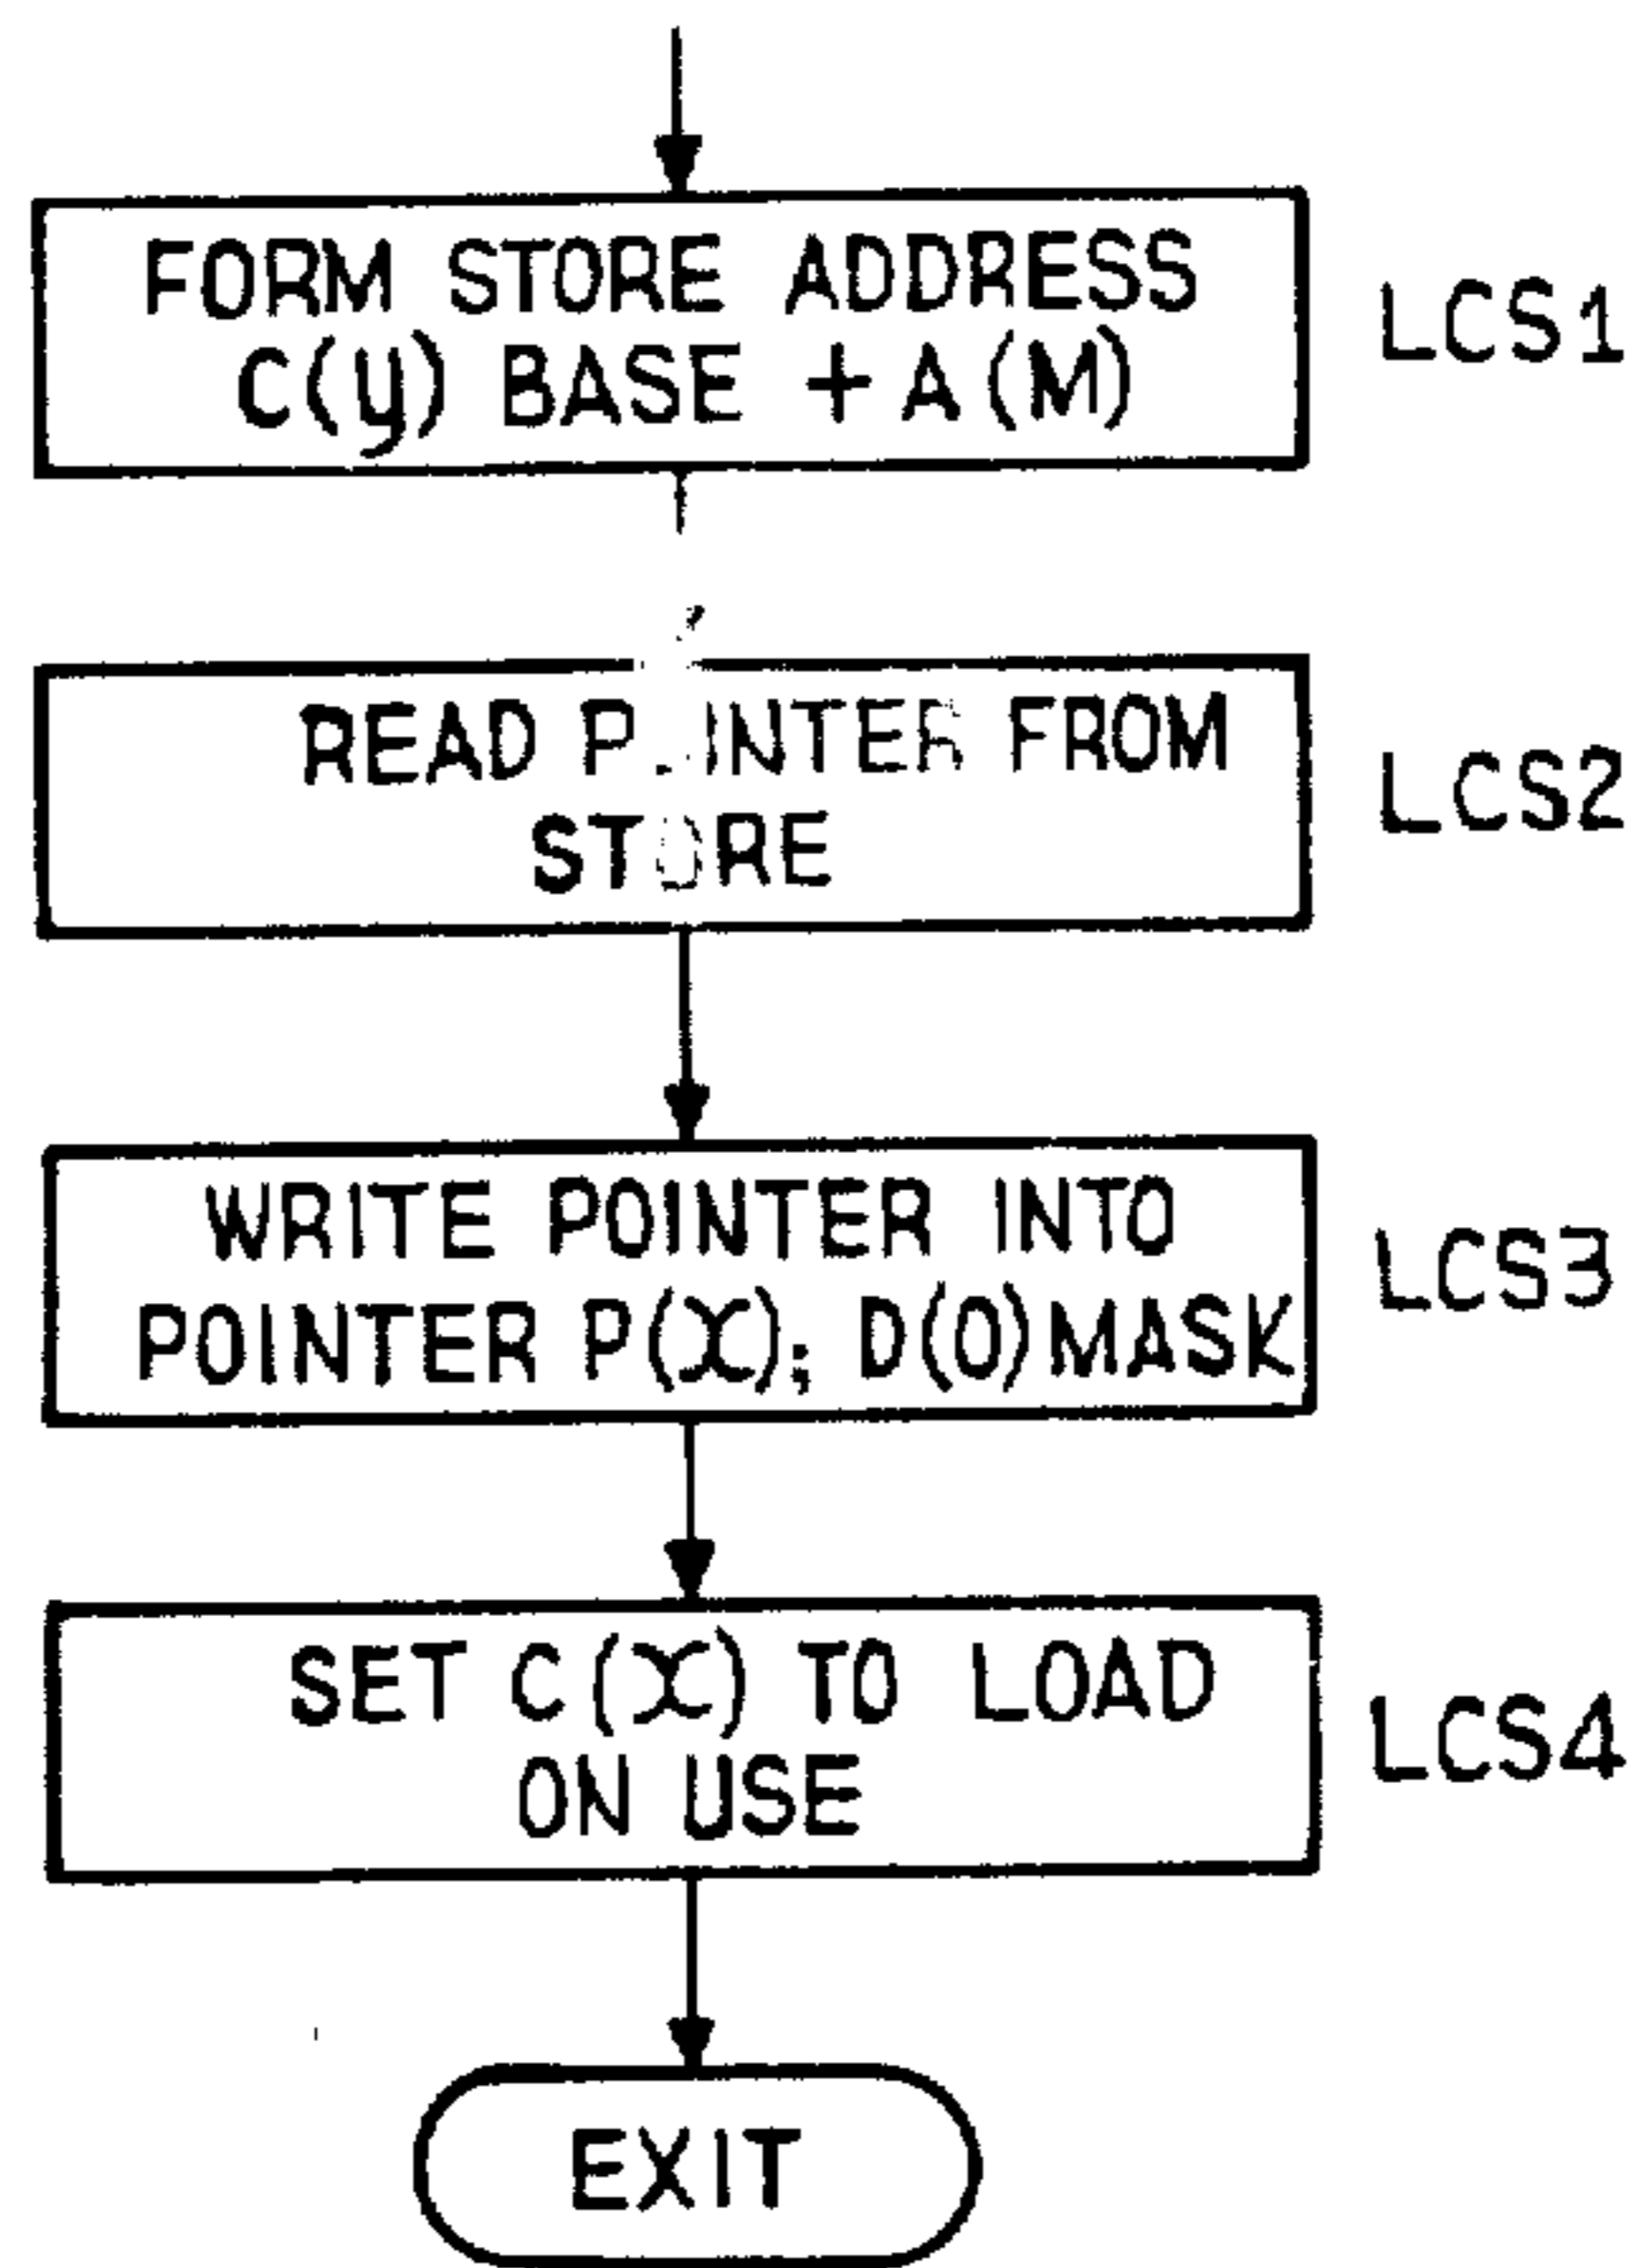 FORM STORE ADDRESS
C(y) BASE + A(M)
LCS1
READ POINTER FROM
STORE
LCS2
WRITE POINTER INTO
POINTER P(x); D(0)MASK
LCS3
SET C(x) TO LOAD
ON USE
LCS4
EXIT